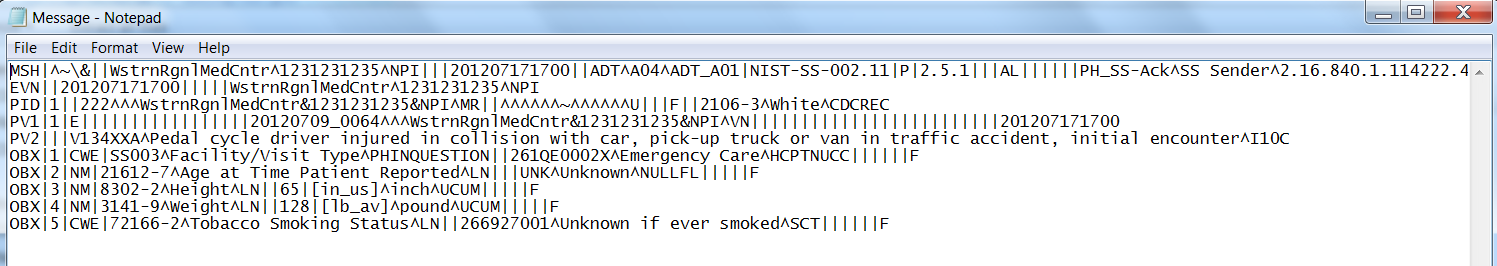 Message - Notepad
File Edit Format View Help
MSH|^~\&||WstrnRgnlMedCntr^1231231235^NPI|||201207171700||ADT^A04^ADT_A01|NIST-SS-002.11|P|2.5.1|||AL||||||PH_SS-Ack^SS Sender^2.16.840.1.114222.4
EVN||201207171700|||||WstrnRgnlMedCntr^1231231235^NPI
PID|1||222^^^WstrnRgnlMedCntr&1231231235&NPI^MR||^^^^^^~^^^^^^U|||F||2106-3^White^CDCREC
PV1|1|E|||||||||||||||||20120709_0064^^^WstrnRgnlMedCntr&1231231235&NPI^VN|||||||||||||||||||||||||201207171700
PV2|||V134XXA^Pedal cycle driver injured in collision with car, pick-up truck or van in traffic accident, initial encounter^I10C
OBX|1|CWE|SS003^Facility/Visit Type^PHINQUESTION||261QE0002X^Emergency Care^HCPTNUCC||||||F
OBX|2|NM|21612-7^Age at Time Patient Reported^LN|||UNK^Unknown^NULLFL|||||F
OBX|3|NM|8302-2^Height^LN||65|[in_us]^inch^UCUM|||||F
OBX|4|NM|3141-9^Weight^LN||128|[lb_av]^pound^UCUM|||||F
OBX|5|CWE|72166-2^Tobacco Smoking Status^LN||266927001^Unknown if ever smoked^SCT||||||F